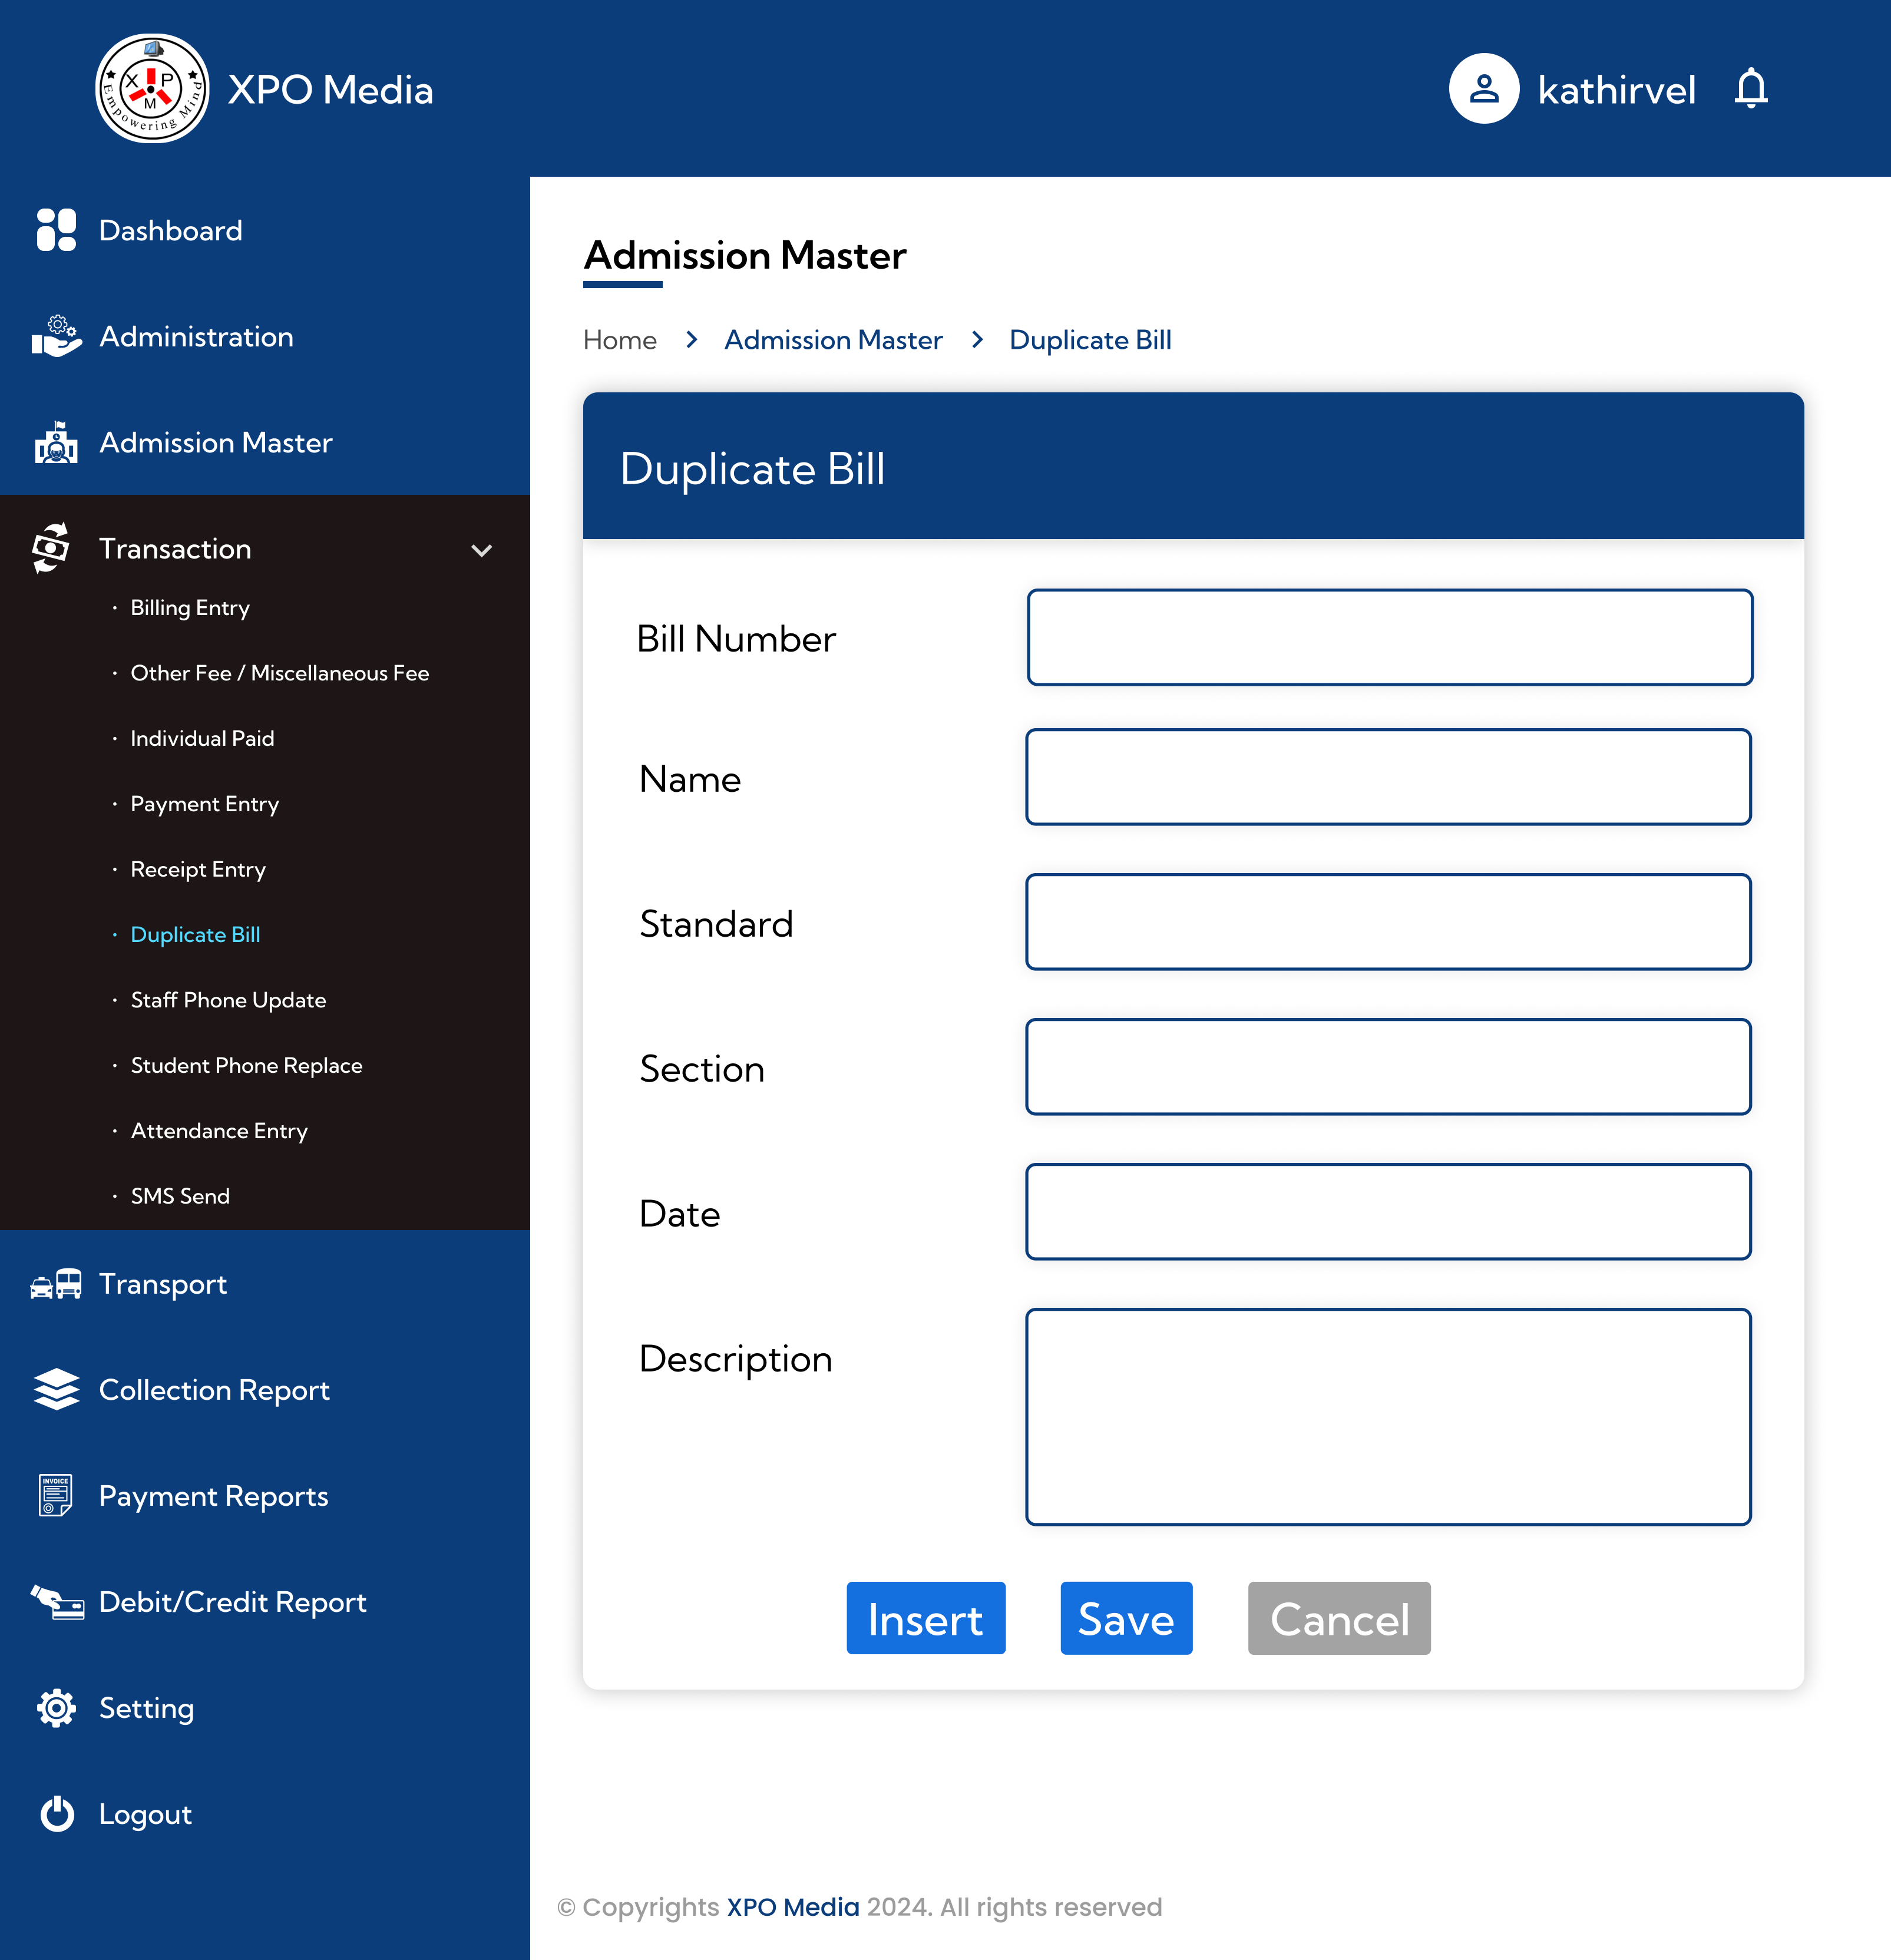 X P M
Empowering Mind
XPO Media
kathirvel
Dashboard
Administration
Admission Master
Transaction
· Billing Entry
· Other Fee / Miscellaneous Fee
· Individual Paid
· Payment Entry
· Receipt Entry
· Duplicate Bill
· Staff Phone Update
· Student Phone Replace
· Attendance Entry
· SMS Send
Transport
Collection Report
INVOICE
Payment Reports
Debit/Credit Report
Setting
Logout
Admission Master
Home > Admission Master > Duplicate Bill
Duplicate Bill
Bill Number
Name
Standard
Section
Date
Description
Insert Save Cancel
© Copyrights XPO Media 2024. All rights reserved